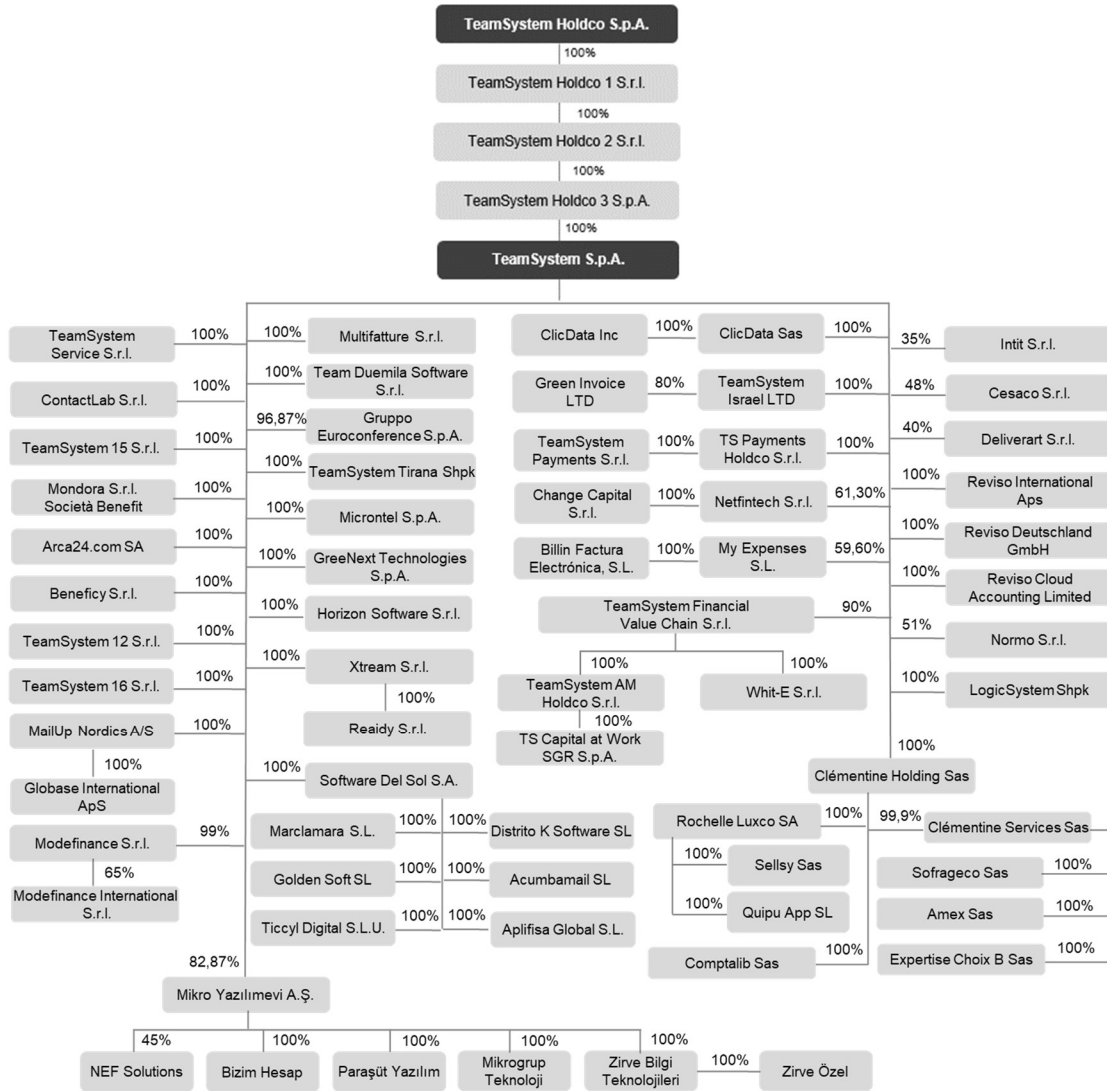 TeamSystem Holdco S.p.A.
100%
TeamSystem Holdco 1 S.r.l.
100%
TeamSystem Holdco 2 S.r.l.
100%
TeamSystem Holdco 3 S.p.A.
100%
TeamSystem S.p.A.
TeamSystem
Service S.r.l.
100%
ContactLab S.r.l.
100%
TeamSystem 15 S.r.l.
100%
Mondora S.r.l.
Società Benefit
100%
Arca24.com SA
100%
Beneficy S.r.l.
100%
TeamSystem 12 S.r.l.
100%
TeamSystem 16 S.r.l.
100%
MailUp Nordics A/S
100%
100%
Globase International
ApS
Modefinance S.r.l.
99%
65%
Modefinance International
S.r.l.
100%
Multifatture S.r.l.
100%
Team Duemila Software
S.r.l.
96,87%
Gruppo
Euroconference S.p.A.
100%
TeamSystem Tirana Shpk
100%
Microntel S.p.A.
100%
GreeNext Technologies
S.p.A.
100%
Horizon Software S.r.l.
100%
Xtream S.r.l.
100%
Reaidy S.r.l.
100%
Software Del Sol S.A.
Marclamara S.L.
100%
100%
Distrito K Software SL
Golden Soft SL
100%
100%
Acumbamail SL
Ticcyl Digital S.L.U.
100%
100%
Aplifisa Global S.L.
82,87%
Mikro Yazılımevi A.Ş.
45%
NEF Solutions
100%
Bizim Hesap
100%
Paraşüt Yazılım
100%
Mikrogrup
Teknoloji
100%
Zirve Bilgi
Teknolojileri
100%
Zirve Özel
ClicData Inc
100%
ClicData Sas
100%
Green Invoice
LTD
80%
TeamSystem
Israel LTD
100%
TeamSystem
Payments S.r.l.
100%
TS Payments
Holdco S.r.l.
100%
Change Capital
S.r.l.
100%
Netfintech S.r.l.
61,30%
Billin Factura
Electrónica, S.L.
100%
My Expenses
S.L.
59,60%
TeamSystem Financial
Value Chain S.r.l.
90%
100%
TeamSystem AM
Holdco S.r.l.
100%
TS Capital at Work
SGR S.p.A.
100%
Whit-E S.r.l.
35%
Intit S.r.l.
48%
Cesaco S.r.l.
40%
Deliverart S.r.l.
100%
Reviso International
Aps
100%
Reviso Deutschland
GmbH
100%
Reviso Cloud
Accounting Limited
51%
Normo S.r.l.
100%
LogicSystem Shpk
100%
Clémentine Holding Sas
Rochelle Luxco SA
100%
100%
Sellsy Sas
100%
Quipu App SL
Comptalib Sas
100%
99,9%
Clémentine Services Sas
Sofrageco Sas
100%
Amex Sas
100%
Expertise Choix B Sas
100%